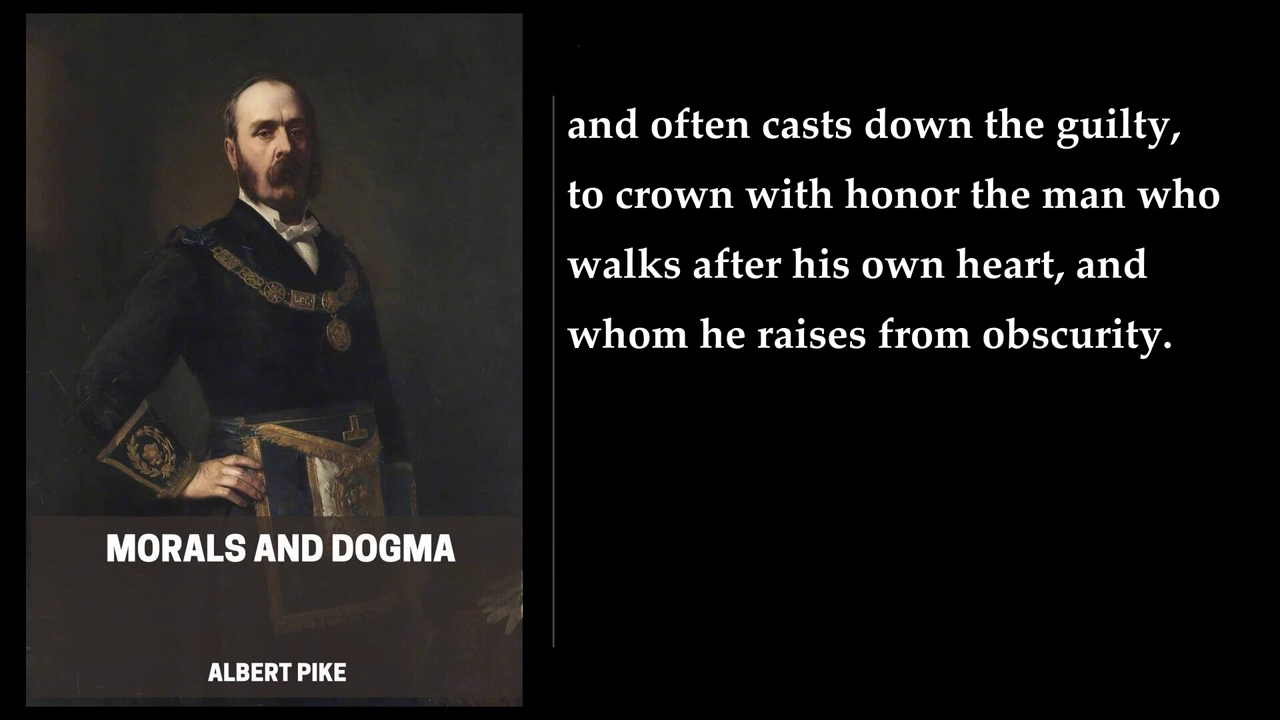 and often casts down the guilty,
to crown with honor the man who
walks after his own heart, and
whom he raises from obscurity.
MORALS AND DOGMA
ALBERT PIKE